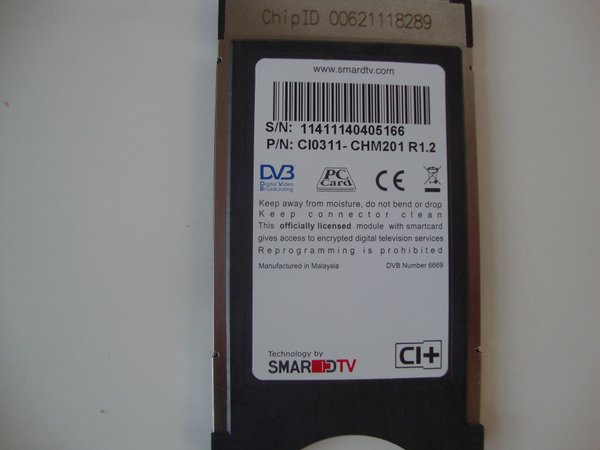 ChipID 00621118289
www.smardtv.com
S/N: 11411140405166
P/N: CI0311- CHM201 R1.2
DVB
Digital Video
Broadcasting
PC
Card
CE
Keep away from moisture, do not bend or drop
Keep connector clean
This officially licensed module with smartcard
gives access to encrypted digital television services
Reprogramming is prohibited
Manufactured in Malaysia DVB Number 6669
Technology by
SMARDTV
CI+